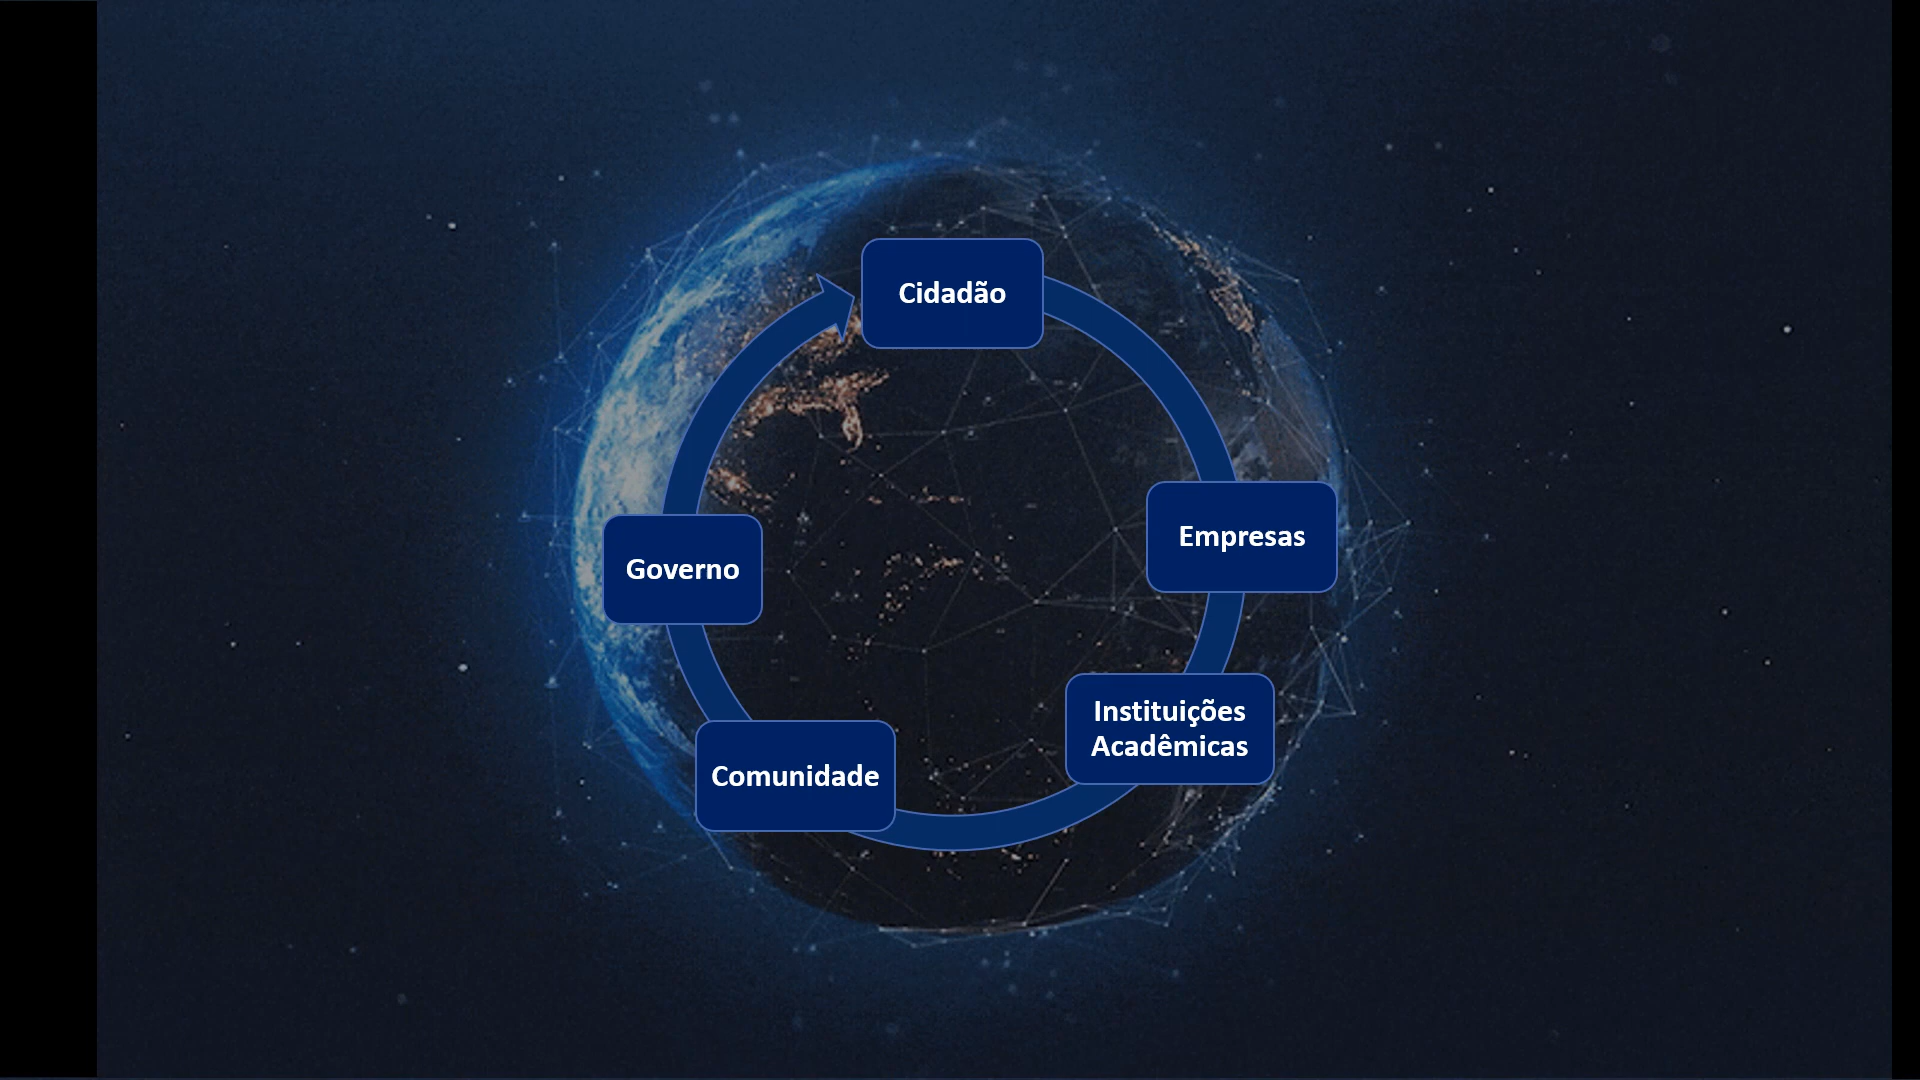 Cidadão
Empresas
Governo
Instituições
Acadêmicas
Comunidade